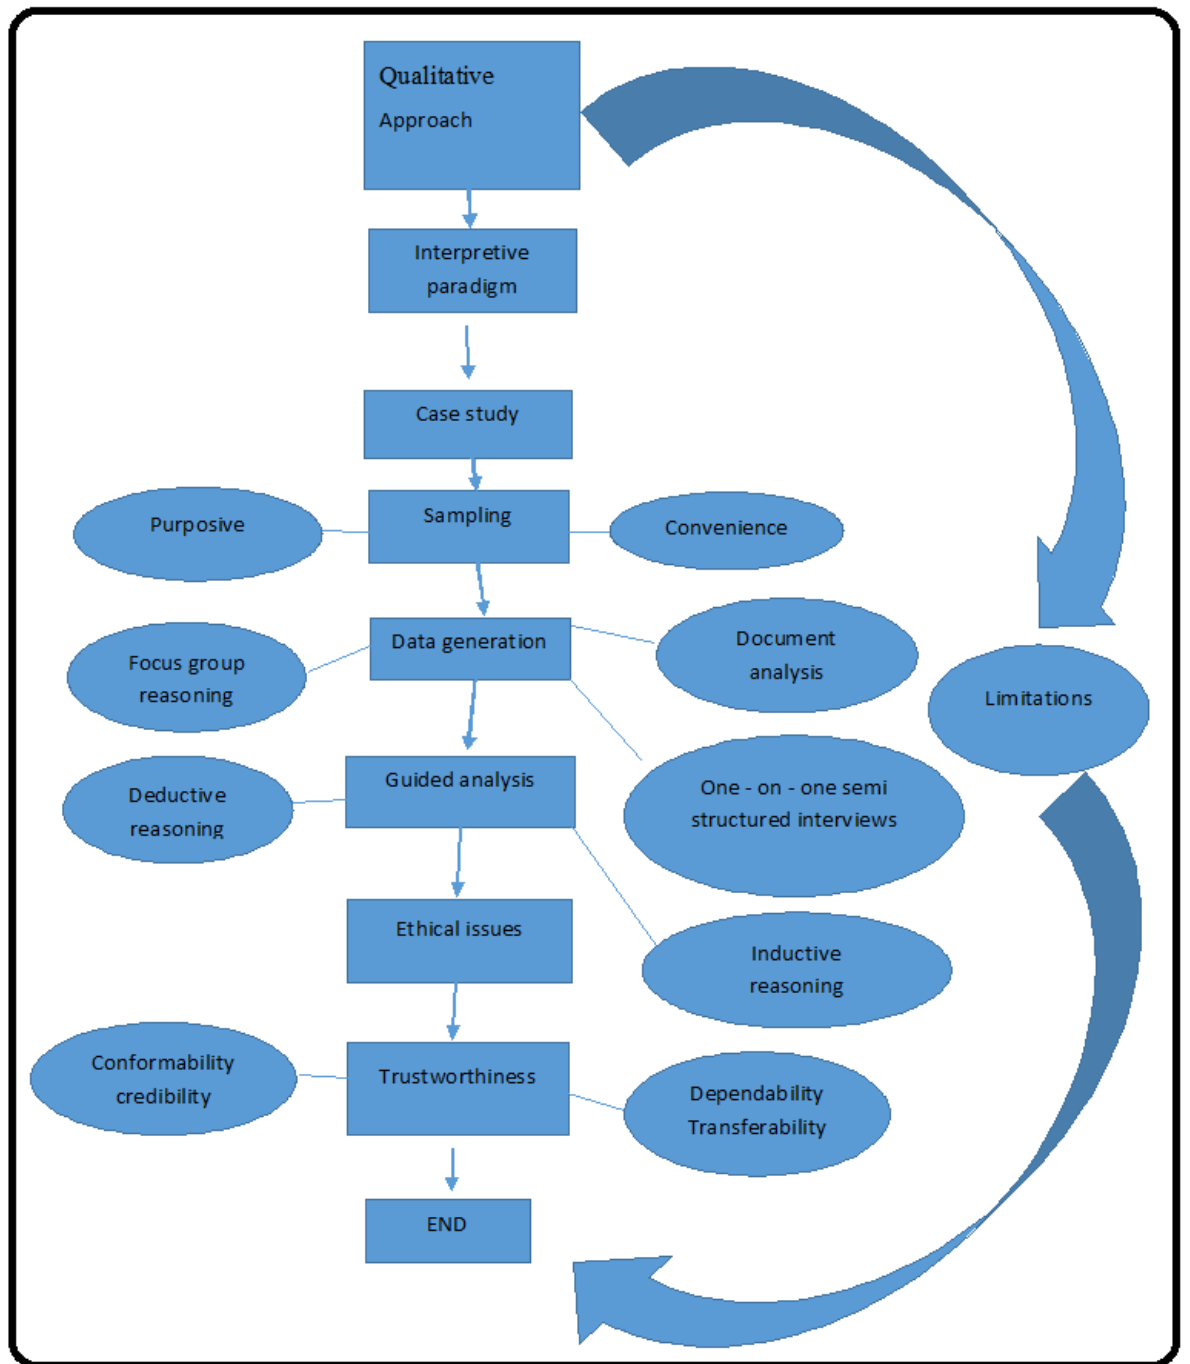 Qualitative
Approach
Interpretive
paradigm
Case study
Purposive
Sampling
Convenience
Focus group
reasoning
Data generation
Document
analysis
Limitations
Deductive
reasoning
Guided analysis
One - on - one semi
structured interviews
Ethical issues
Inductive
reasoning
Conformability
credibility
Trustworthiness
Dependability
Transferability
END